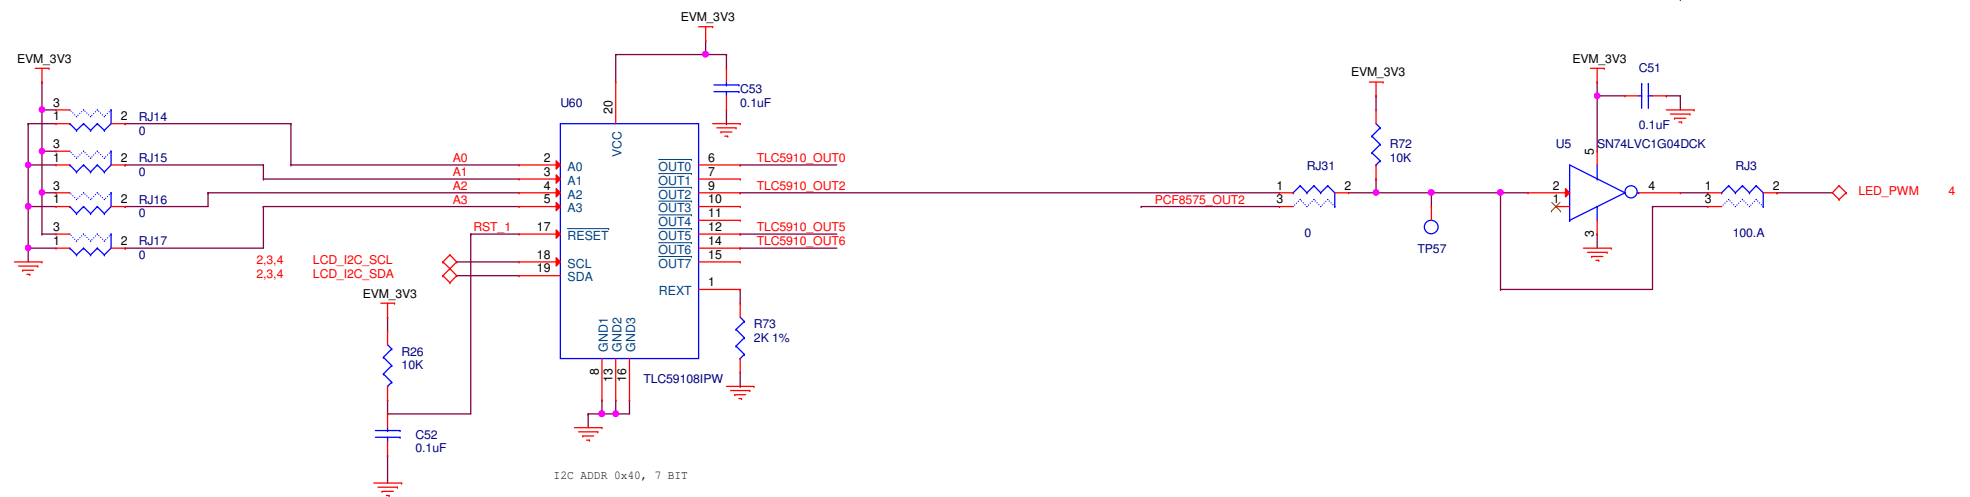 EVM_3V3
EVM_3V3
EVM_3V3
EVM_3V3
C51
0.1uF
C53
0.1uF
U60
20
VCC
3
1
2
RJ14
0
3
1
2
RJ15
0
3
1
2
RJ16
0
3
1
2
RJ17
0
A0
A1
A2
A3
RST_1
2
3
4
5
17
18
19
A0
A1
A2
A3
RESET
SCL
SDA
2,3,4 LCD_I2C_SCL
2,3,4 LCD_I2C_SDA
OUT0
OUT1
OUT2
OUT3
OUT4
OUT5
OUT6
OUT7
REXT
6
7
9
10
11
12
14
15
1
TLC5910_OUT0
TLC5910_OUT2
TLC5910_OUT5
TLC5910_OUT6
GND1
GND2
GND3
8
13
16
TLC59108IPW
R73
2K 1%
EVM_3V3
R26
10K
C52
0.1uF
I2C ADDR 0x40, 7 BIT
PCF8575_OUT2
1
3
RJ31
2
0
R72
10K
TP57
U5
SN74LVC1G04DCK
5
2
1
4
3
1
3
RJ3
2
100.A
LED_PWM 4